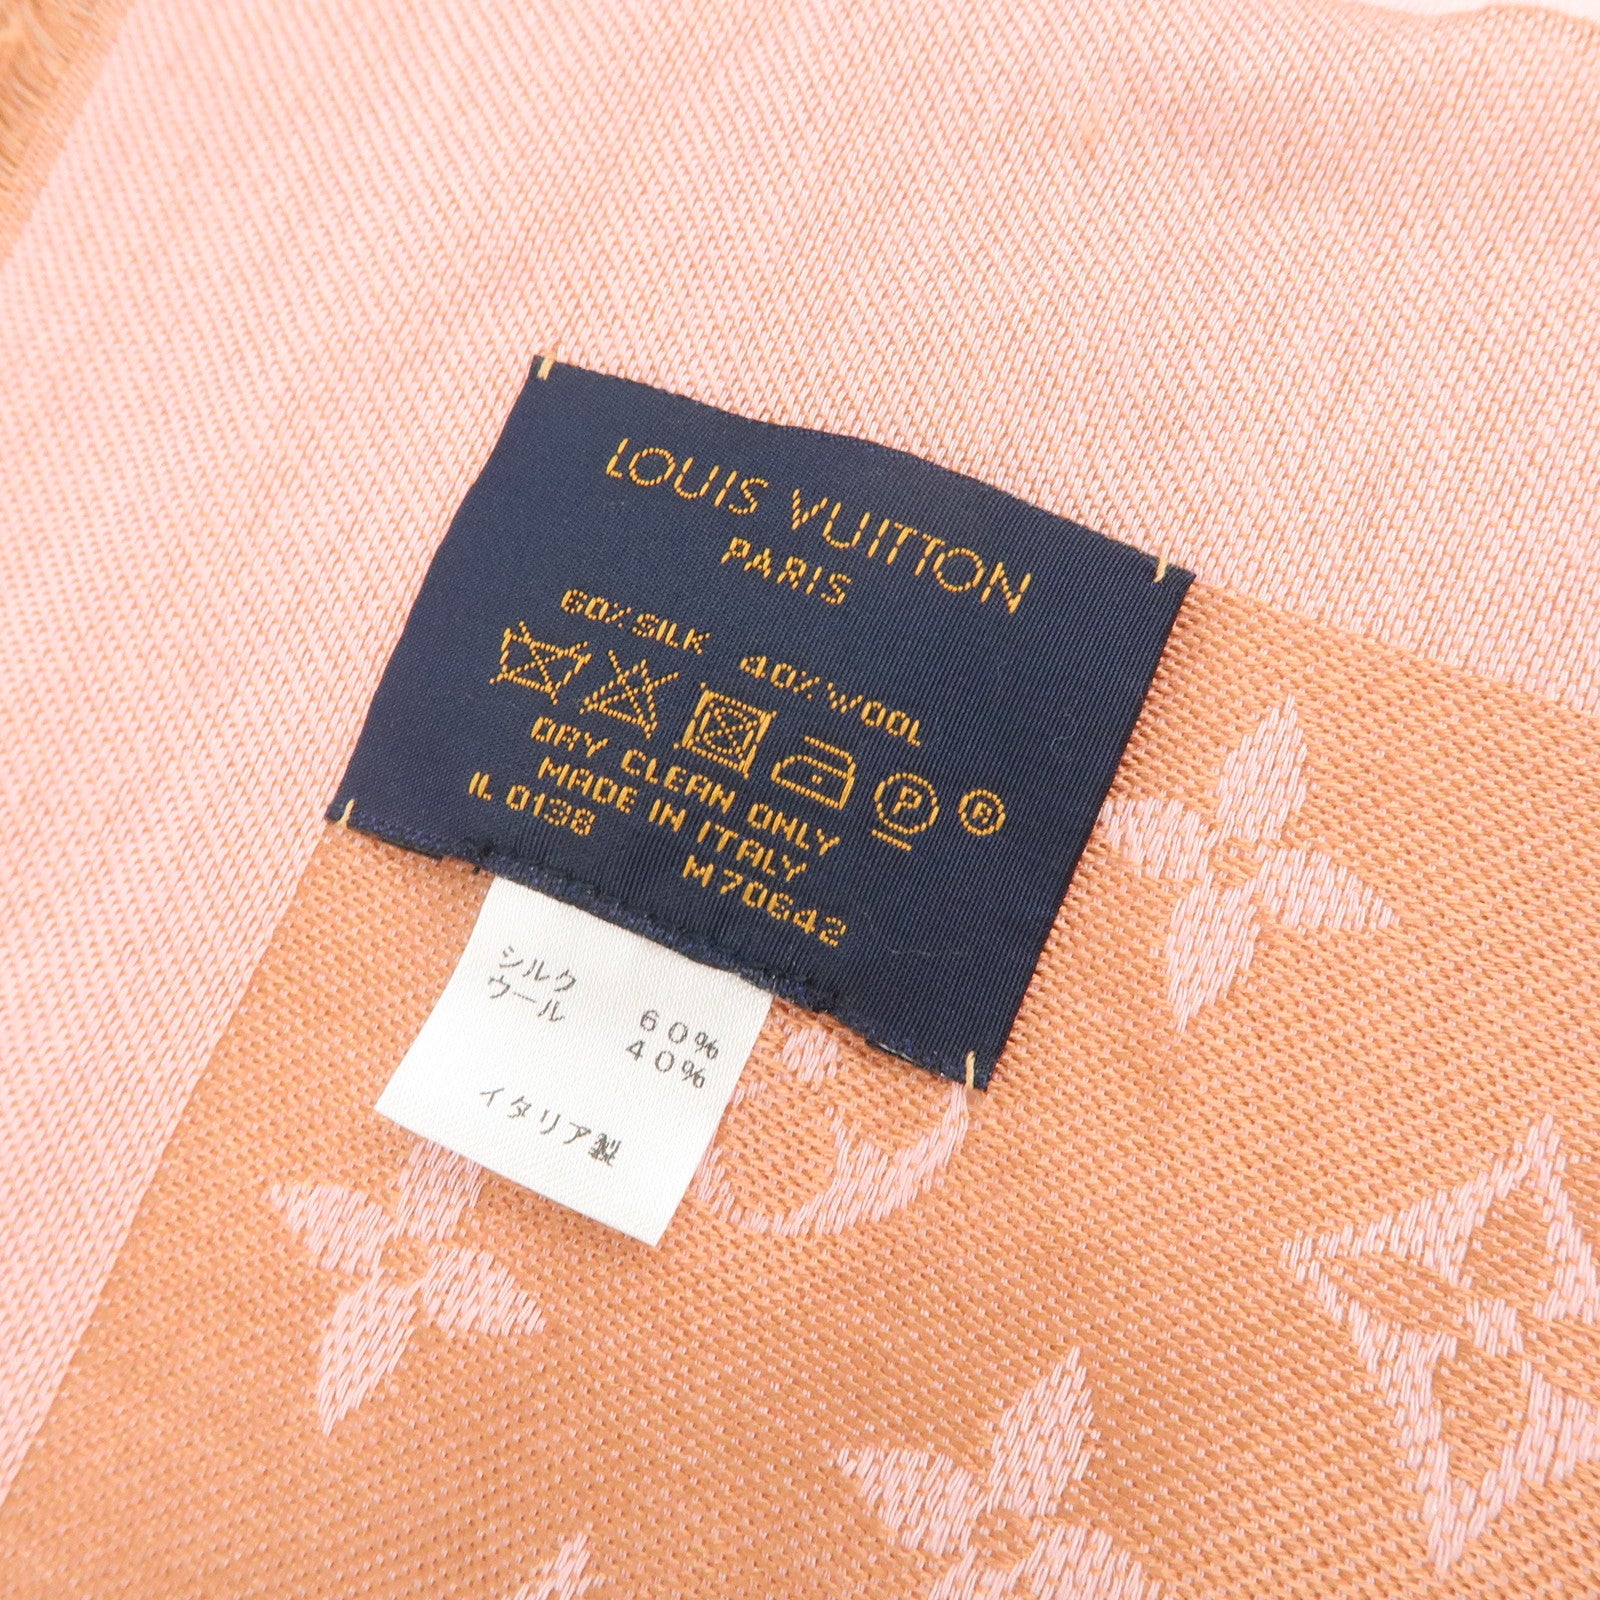 LOUIS VUITTON
PARIS
60% SILK 40% WOOL
P R
DRY CLEAN ONLY
MADE IN ITALY
IL 0138 M70642
シルク 60%
ウール 40%
イタリア製